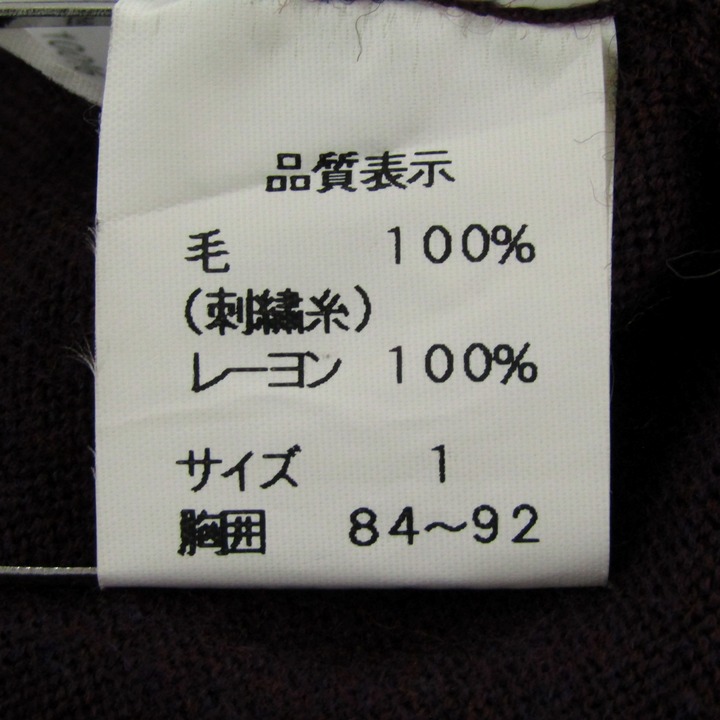 品質表示
毛 100%
(刺繍糸)
レーヨン 100%
サイズ 1
胸囲 84〜92
100%